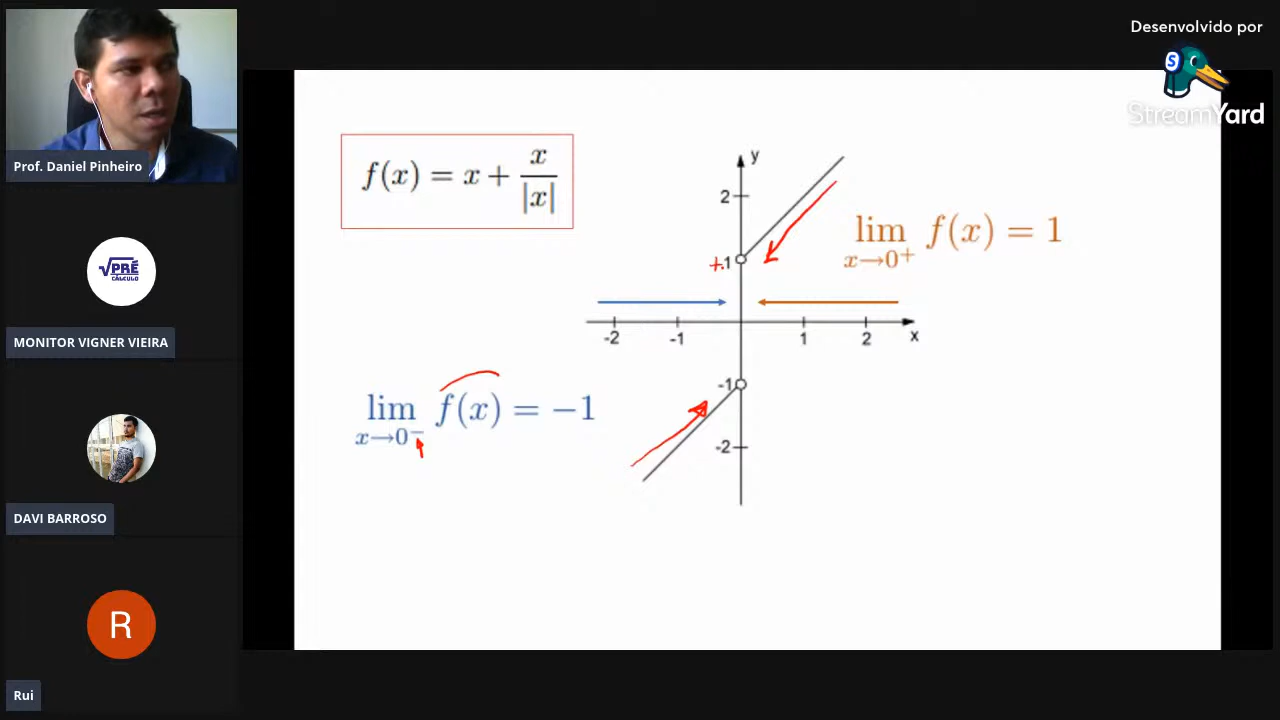 Desenvolvido por
StreamYard
Prof. Daniel Pinheiro
√PRÉ
CÁLCULO
MONITOR VIGNER VIEIRA
DAVI BARROSO
R
Rui
f(x) = x + x/|x|
y
2
+1
lim x→0⁺ f(x) = 1
-2 -1 1 2 x
-1
lim x→0⁻ f(x) = −1
-2